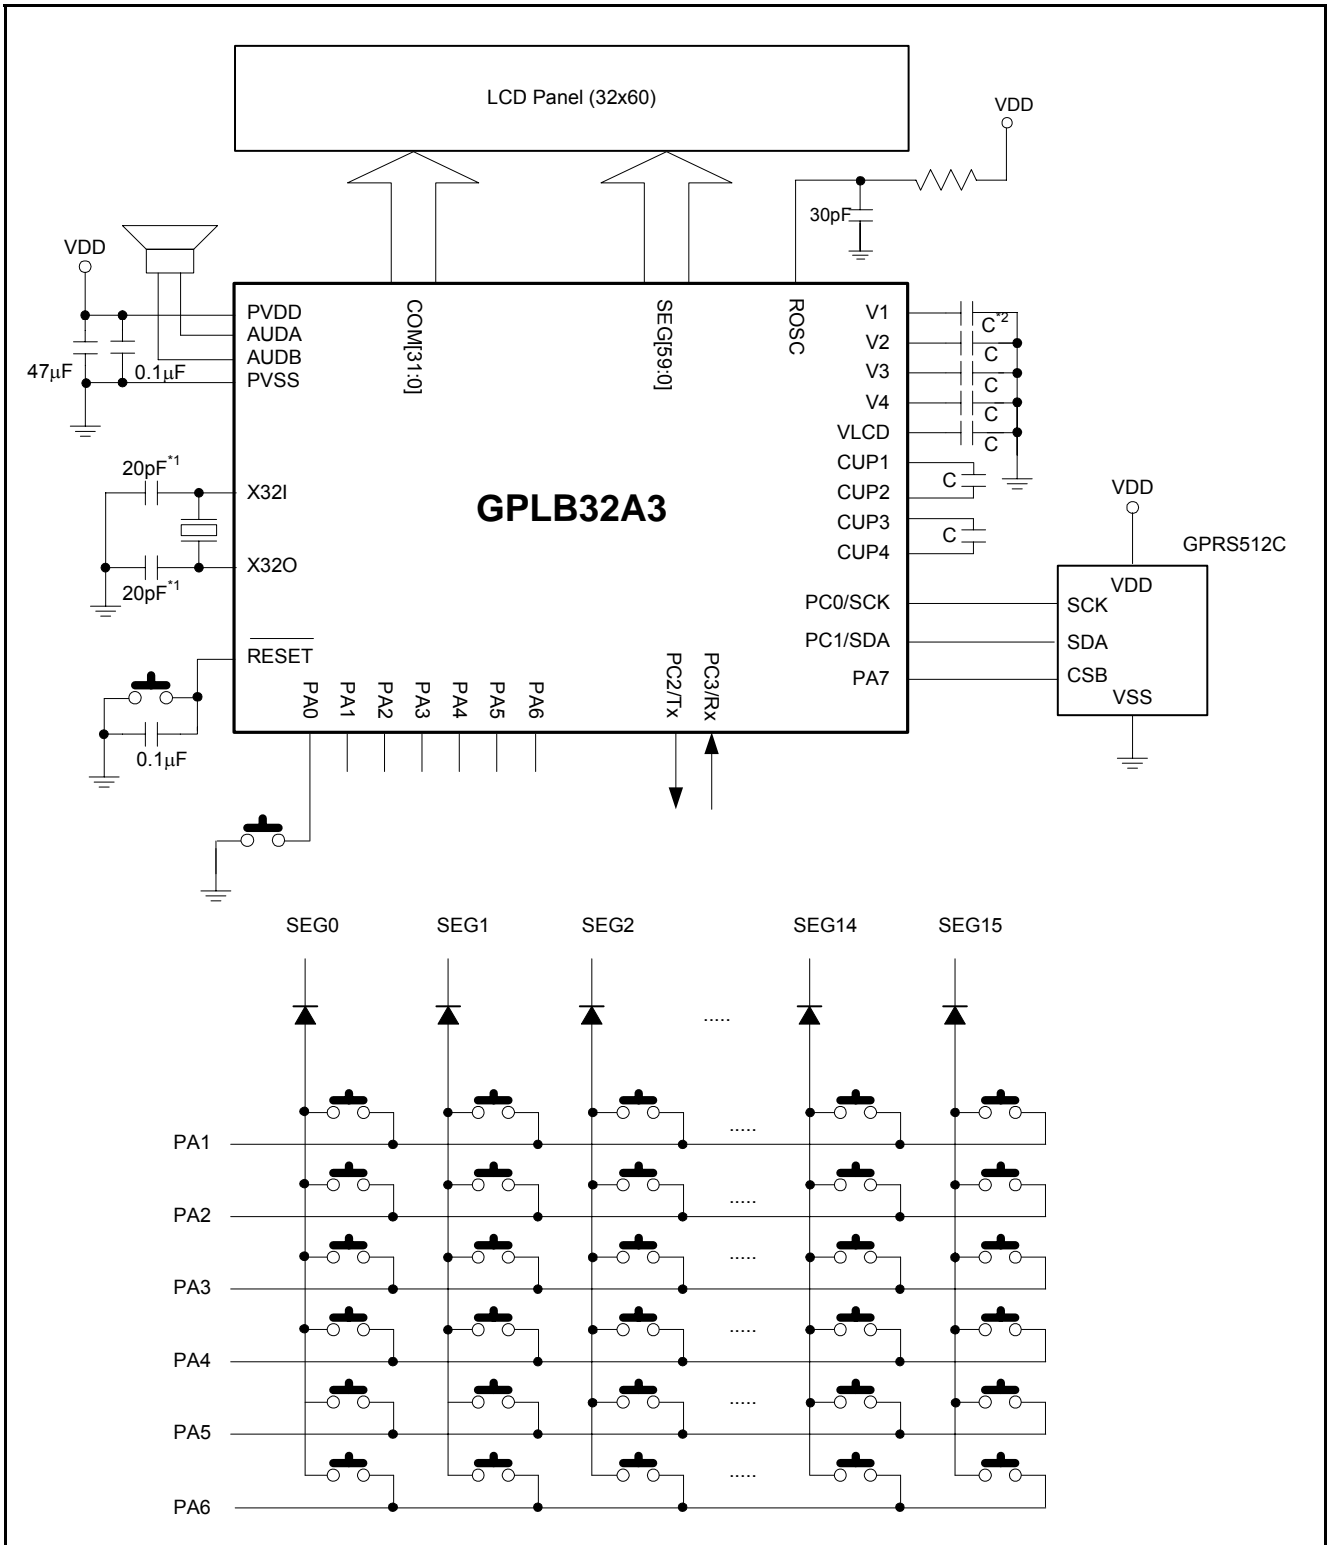 LCD Panel (32x60)
VDD
30pF
VDD
47µF
0.1µF
PVDD
AUDA
AUDB
PVSS
COM[31:0]
SEG[59:0]
ROSC
V1
V2
V3
V4
VLCD
CUP1
CUP2
CUP3
CUP4
C*2
C
C
C
C
C
C
20pF*1
X32I
X32O
20pF*1
GPLB32A3
VDD
GPRS512C
PC0/SCK
PC1/SDA
PA7
VDD
SCK
SDA
CSB
VSS
RESET
0.1µF
PA0
PA1
PA2
PA3
PA4
PA5
PA6
PC2/Tx
PC3/Rx
SEG0
SEG1
SEG2
SEG14
SEG15
.....
PA1
.....
PA2
.....
PA3
.....
PA4
.....
PA5
.....
PA6
.....